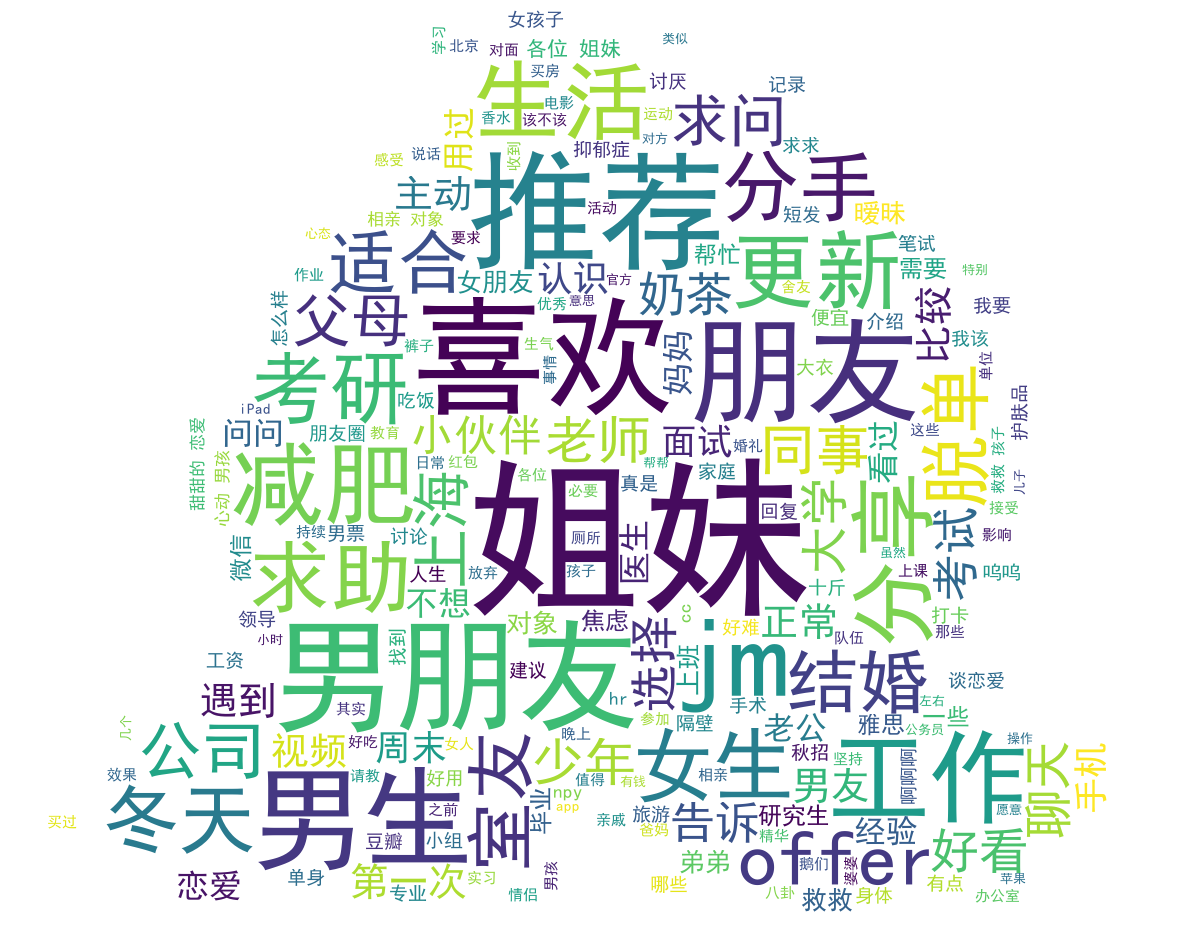 女孩子
学习 北京 对面 各位 姐妹 类似
生活 买房 讨厌 记录
电影
用过 香水 该不该 运动 求问
感受 说话 收到 抑郁症 对方 求求
主动 推荐 分手
相亲 对象 活动 短发 暧昧
心态 适合 要求 帮忙 更新 笔试
作业 女朋友 认识 官方 奶茶 需要 特别
怎么样 父母 优秀 意思 舍友 便宜 介绍 比较 我要
裤子 生气 我该
考研 喜欢 事情 妈妈 朋友 大衣 单位
iPad 吃饭 护肤品
甜甜的 恋爱 问问 朋友圈 教育 小伙伴 老师 面试 婚礼 同事 看过 脱单 这些
心动 男孩 减肥 日常 红包 各位 帮帮 家庭 救救 孩子
上海 姐妹 必要 真是 大学 分享 儿子
微信 持续 男票 讨论 厕所 回复 考试 接受 影响
求助 人生 放弃 孩子 医生 虽然 上课 呜呜
不想 十斤 打卡
领导 对象 焦虑 cc 好难 正常 那些
小时 找到 队伍
工资 男朋友 建议 选择 上班 jm 结婚 谈恋爱
遇到 其实 hr 手术 左右
几个 参加 隔壁 老公 雅思 一些 公务员
公司 视频 好吃 周末 女人 室友 少年 晚上 女生 秋招 工作 操作
效果 请教 好用 值得 有钱 相亲 男友 坚持 啊啊啊 聊天 手机
冬天 男生 之前 毕业 npy app 旅游 研究生 愿意
买过 豆瓣 小组 亲戚 爸妈 告诉 精华 经验 好看
恋爱 单身 第一次 实习 男孩 弟弟 offer 鹅们 婆婆 苹果
专业 情侣 哪些 八卦 救救 身体 有点 办公室